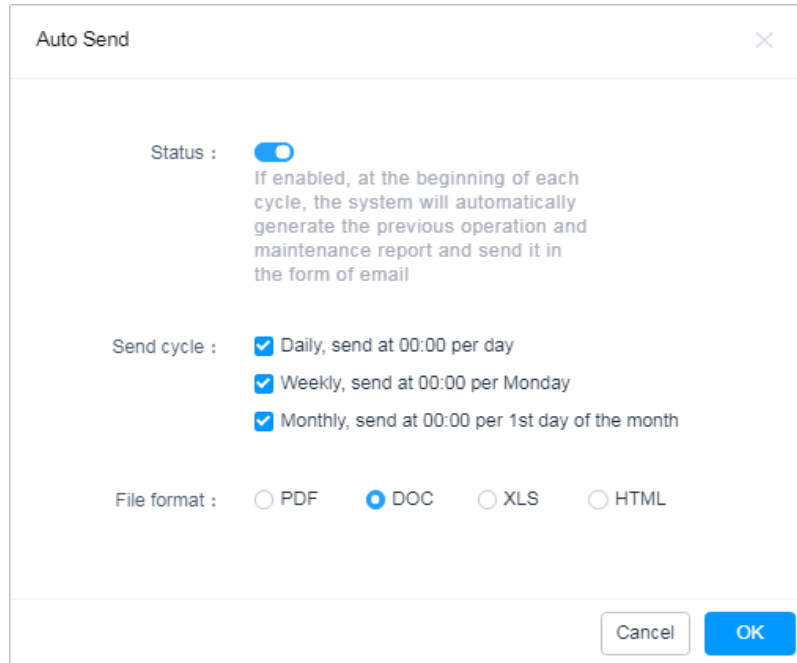 Auto Send
Status :
If enabled, at the beginning of each
cycle, the system will automatically
generate the previous operation and
maintenance report and send it in
the form of email
Send cycle :
Daily, send at 00:00 per day
Weekly, send at 00:00 per Monday
Monthly, send at 00:00 per 1st day of the month
File format : PDF DOC XLS HTML
Cancel OK